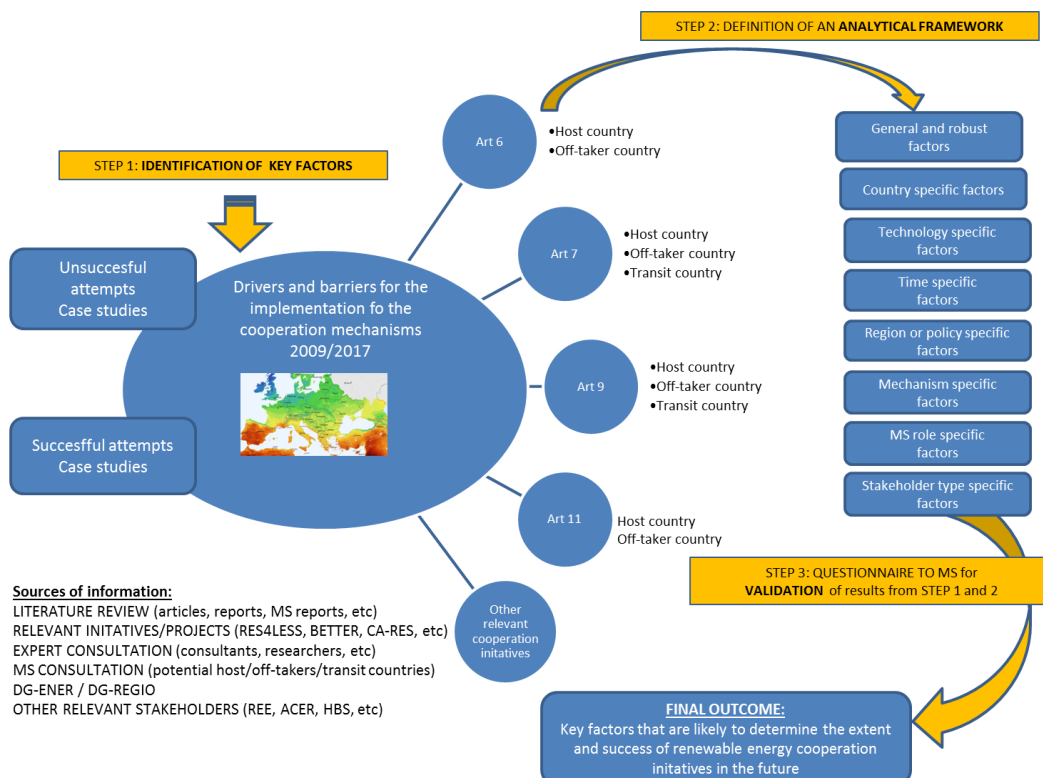 STEP 2: DEFINITION OF AN ANALYTICAL FRAMEWORK
STEP 1: IDENTIFICATION OF KEY FACTORS
Unsuccesful
attempts
Case studies
Succesfful attempts
Case studies
Drivers and barriers for the
implementation fo the
cooperation mechanisms
2009/2017
Art 6
•Host country
•Off-taker country
Art 7
•Host country
•Off-taker country
•Transit country
Art 9
•Host country
•Off-taker country
•Transit country
Art 11
Host country
Off-taker country
Other
relevant
cooperation
initatives
General and robust
factors
Country specific factors
Technology specific
factors
Time specific
factors
Region or policy specific
factors
Mechanism specific
factors
MS role specific
factors
Stakeholder type specific
factors
STEP 3: QUESTIONNAIRE TO MS for
VALIDATION of results from STEP 1 and 2
Sources of information:
LITERATURE REVIEW (articles, reports, MS reports, etc)
RELEVANT INITATIVES/PROJECTS (RES4LESS, BETTER, CA-RES, etc)
EXPERT CONSULTATION (consultants, researchers, etc)
MS CONSULTATION (potential host/off-takers/transit countries)
DG-ENER / DG-REGIO
OTHER RELEVANT STAKEHOLDERS (REE, ACER, HBS, etc)
FINAL OUTCOME:
Key factors that are likely to determine the extent
and success of renewable energy cooperation
initatives in the future